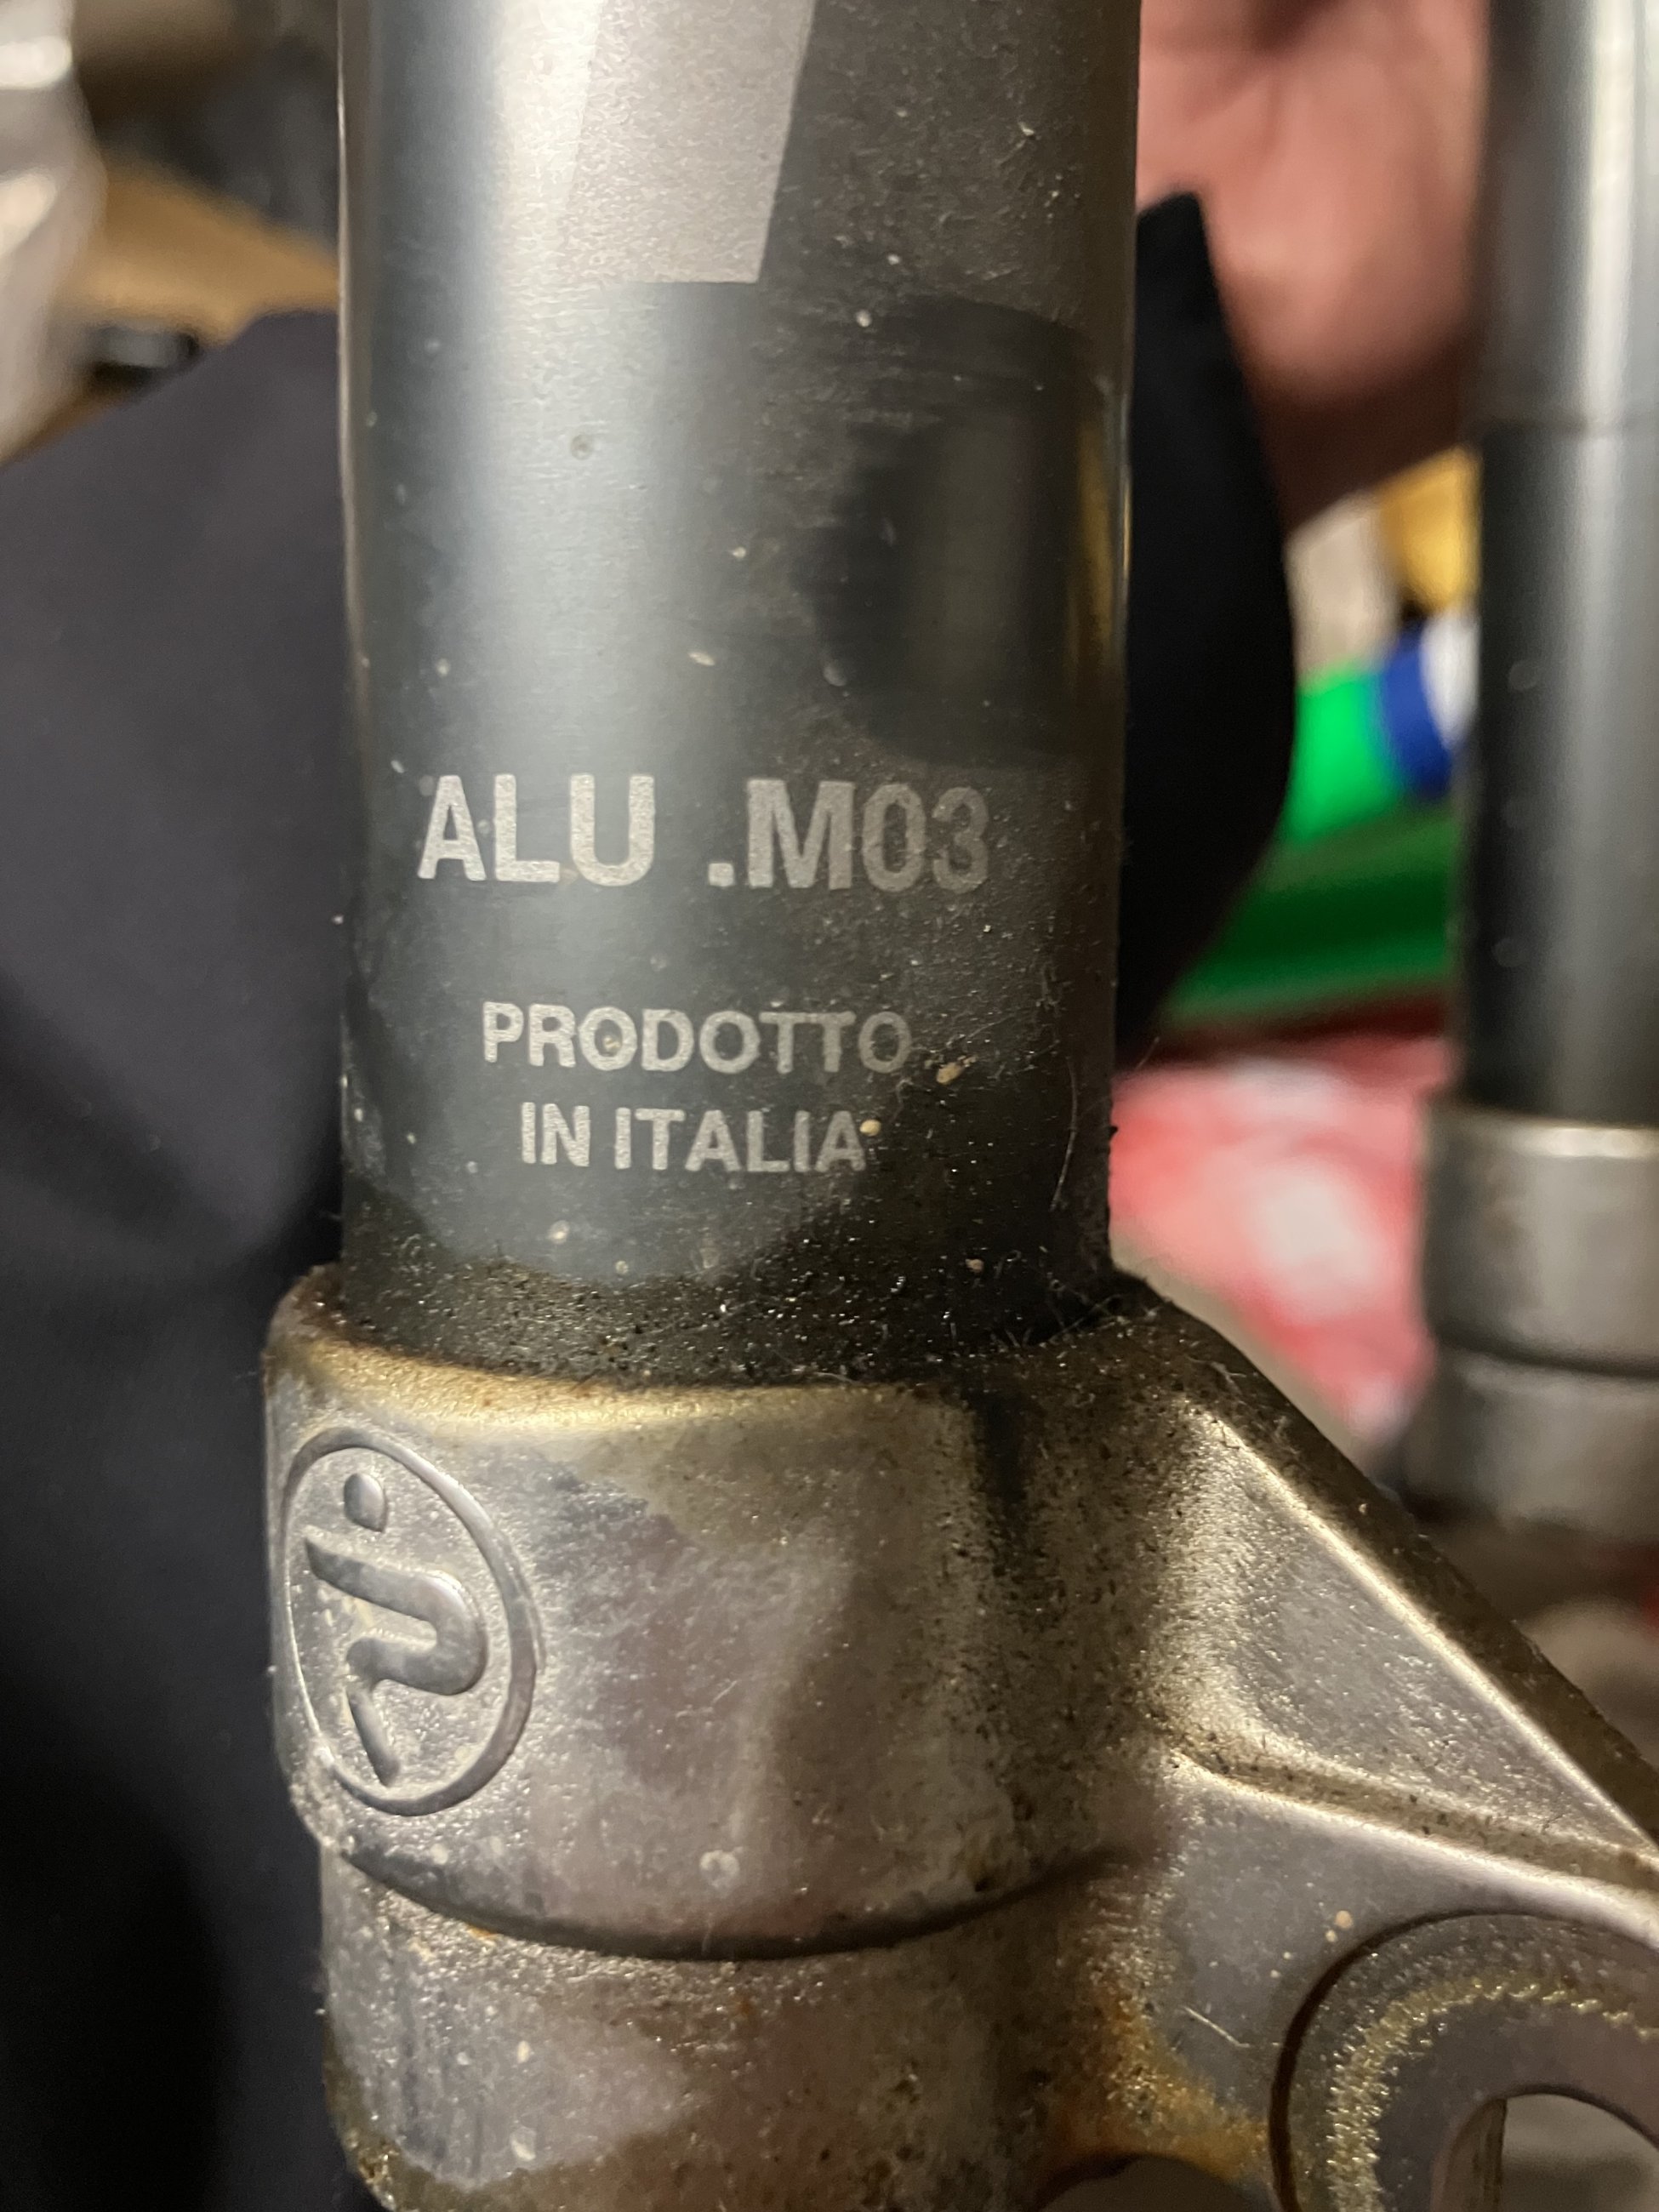 ALU .M03
PRODOTTO
IN ITALIA